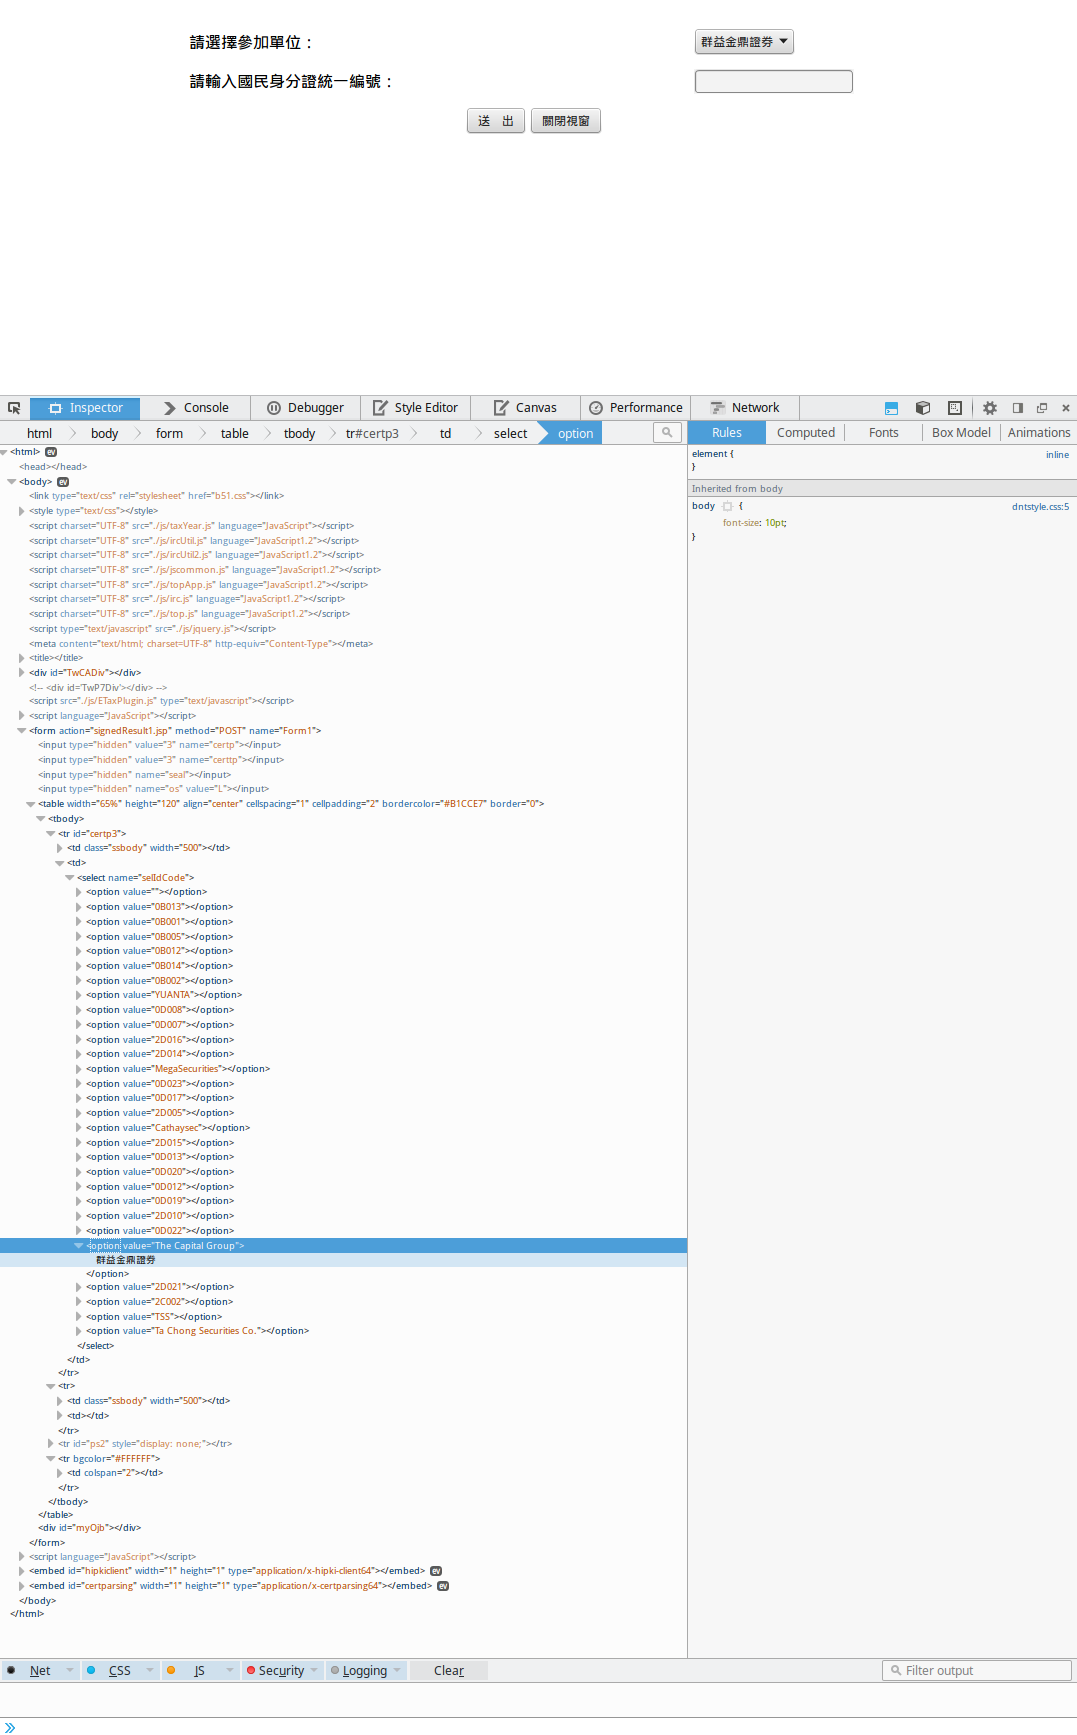 請選擇參加單位：
群益金鼎證券
請輸入國民身分證統一編號：
送 出 關閉視窗
Inspector Console Debugger Style Editor Canvas Performance Network
html body form table tbody tr#certp3 td select option
Rules Computed Fonts Box Model Animations
<html> ev
<head></head>
<body> ev
<link type="text/css" rel="stylesheet" href="b51.css"></link>
<style type="text/css"></style>
<script charset="UTF-8" src="./js/taxYear.js" language="JavaScript"></script>
<script charset="UTF-8" src="./js/ircUtil.js" language="JavaScript1.2"></script>
<script charset="UTF-8" src="./js/ircUtil2.js" language="JavaScript1.2"></script>
<script charset="UTF-8" src="./js/jscommon.js" language="JavaScript1.2"></script>
<script charset="UTF-8" src="./js/topApp.js" language="JavaScript1.2"></script>
<script charset="UTF-8" src="./js/irc.js" language="JavaScript1.2"></script>
<script charset="UTF-8" src="./js/top.js" language="JavaScript1.2"></script>
<script type="text/javascript" src="./js/jquery.js"></script>
<meta content="text/html; charset=UTF-8" http-equiv="Content-Type"></meta>
<title></title>
<div id="TwCADiv"></div>
<!-- <div id='TwP7Div'></div> -->
<script src="./js/ETaxPlugin.js" type="text/javascript"></script>
<script language="JavaScript"></script>
<form action="signedResult1.jsp" method="POST" name="Form1">
<input type="hidden" value="3" name="certp"></input>
<input type="hidden" value="3" name="certtp"></input>
<input type="hidden" name="seal"></input>
<input type="hidden" name="os" value="L"></input>
<table width="65%" height="120" align="center" cellspacing="1" cellpadding="2" bordercolor="#B1CCE7" border="0">
<tbody>
<tr id="certp3">
<td class="ssbody" width="500"></td>
<td>
<select name="selIdCode">
<option value=""></option>
<option value="0B013"></option>
<option value="0B001"></option>
<option value="0B005"></option>
<option value="0B012"></option>
<option value="0B014"></option>
<option value="0B002"></option>
<option value="YUANTA"></option>
<option value="0D008"></option>
<option value="0D007"></option>
<option value="2D016"></option>
<option value="2D014"></option>
<option value="MegaSecurities"></option>
<option value="0D023"></option>
<option value="0D017"></option>
<option value="2D005"></option>
<option value="Cathaysec"></option>
<option value="2D015"></option>
<option value="0D013"></option>
<option value="0D020"></option>
<option value="0D012"></option>
<option value="0D019"></option>
<option value="2D010"></option>
<option value="0D022"></option>
<option value="The Capital Group">
群益金鼎證券
</option>
<option value="2D021"></option>
<option value="2C002"></option>
<option value="TSS"></option>
<option value="Ta Chong Securities Co."></option>
</select>
</td>
</tr>
<tr>
<td class="ssbody" width="500"></td>
<td></td>
</tr>
<tr id="ps2" style="display: none;"></tr>
<tr bgcolor="#FFFFFF">
<td colspan="2"></td>
</tr>
</tbody>
</table>
<div id="myOjb"></div>
</form>
<script language="JavaScript"></script>
<embed id="hipkiclient" width="1" height="1" type="application/x-hipki-client64"></embed> ev
<embed id="certparsing" width="1" height="1" type="application/x-certparsing64"></embed> ev
</body>
</html>
element { inline
}
Inherited from body
body { dntstyle.css:5
font-size: 10pt;
}
Net CSS JS Security Logging Clear Filter output